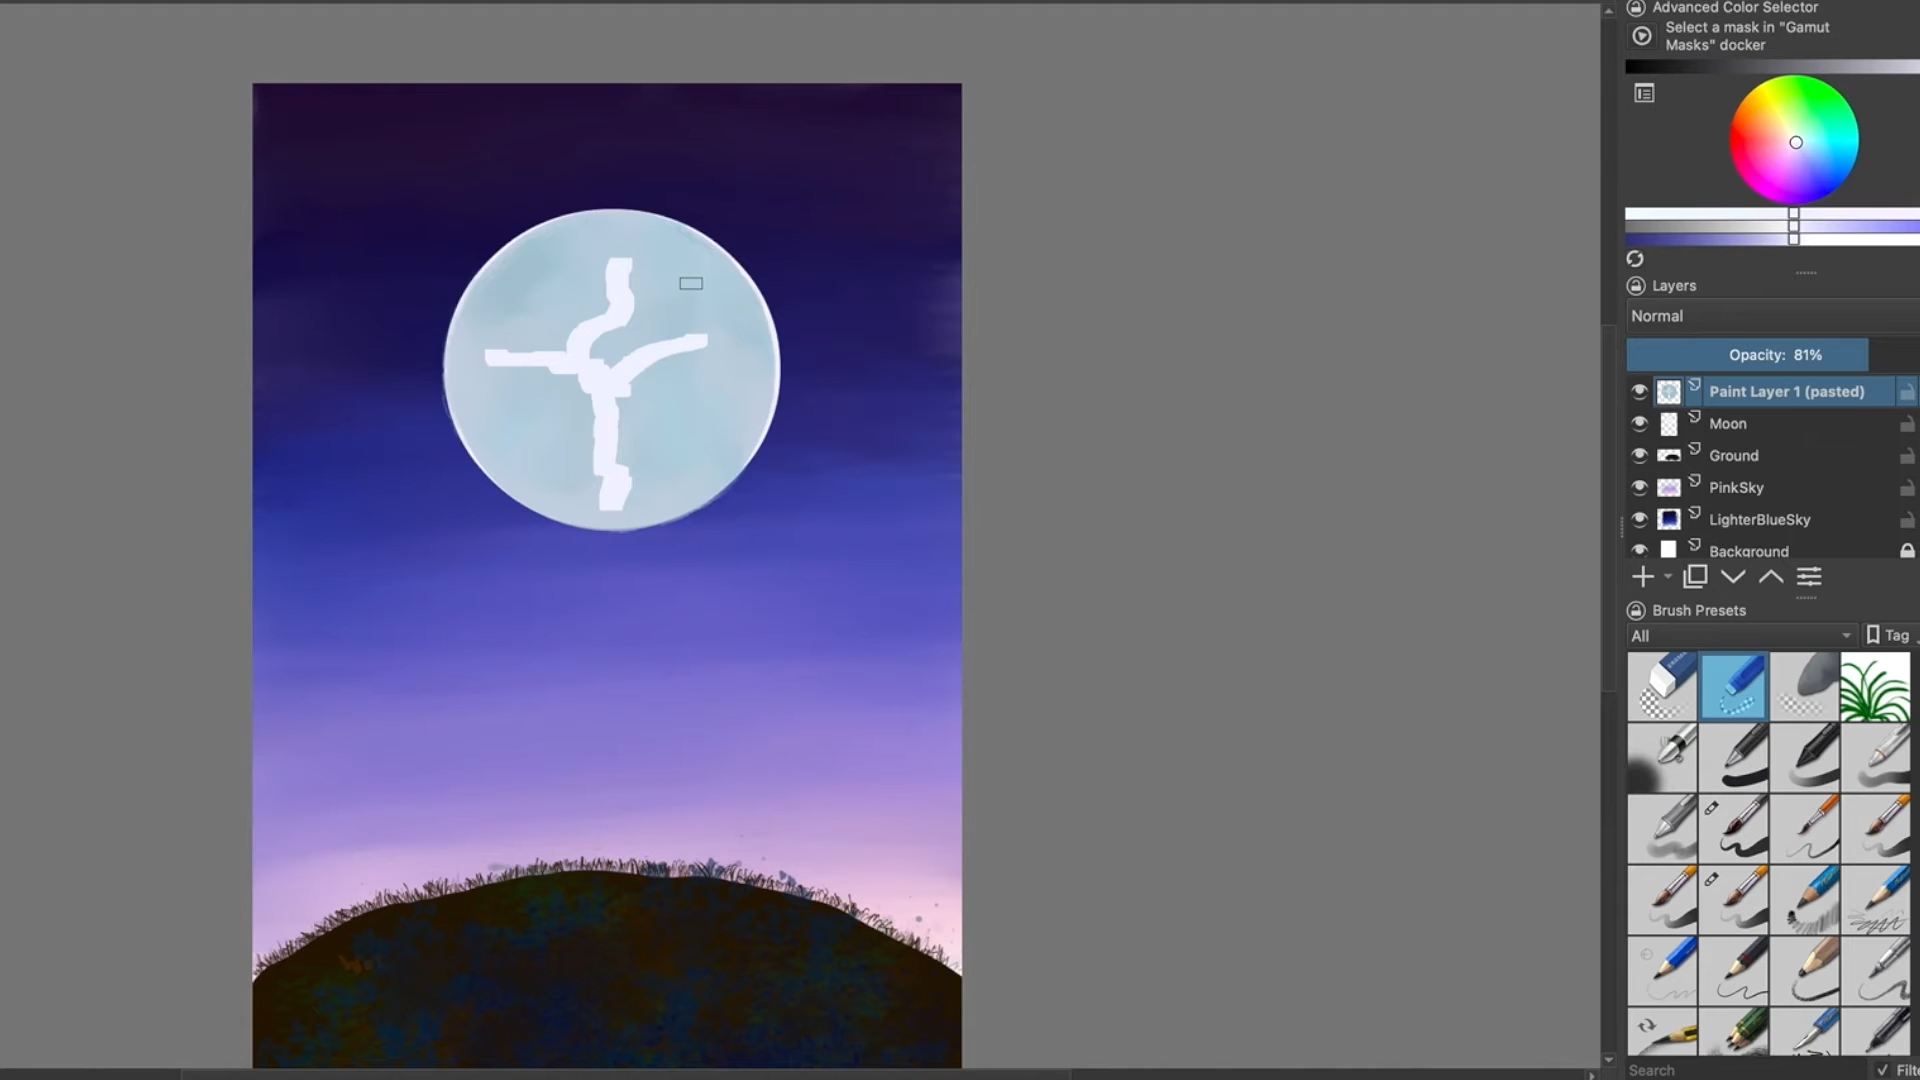 Advanced Color Selector
Select a mask in "Gamut
Masks" docker
Layers
Normal
Opacity: 81%
Paint Layer 1 (pasted)
Moon
Ground
PinkSky
LighterBlueSky
Background
Brush Presets
All
Tag
Search